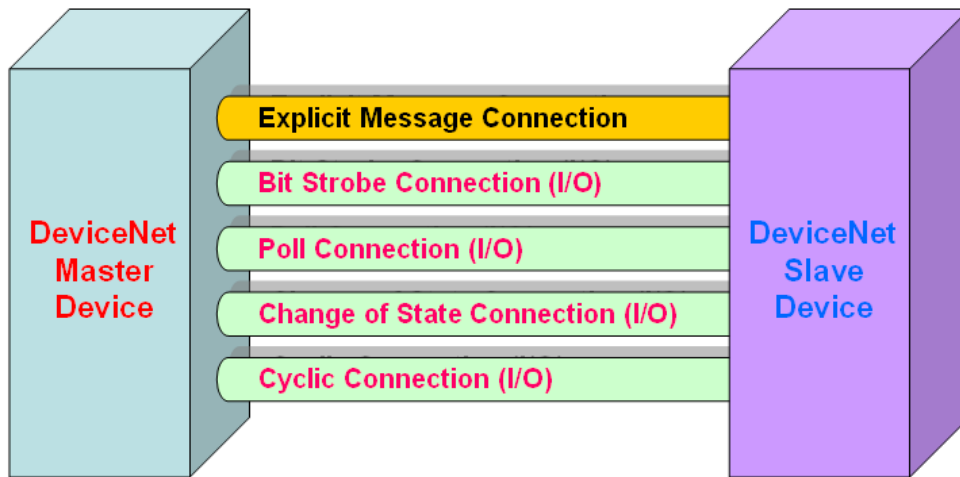 DeviceNet
Master
Device
Explicit Message Connection
Bit Strobe Connection (I/O)
Poll Connection (I/O)
Change of State Connection (I/O)
Cyclic Connection (I/O)
DeviceNet
Slave
Device